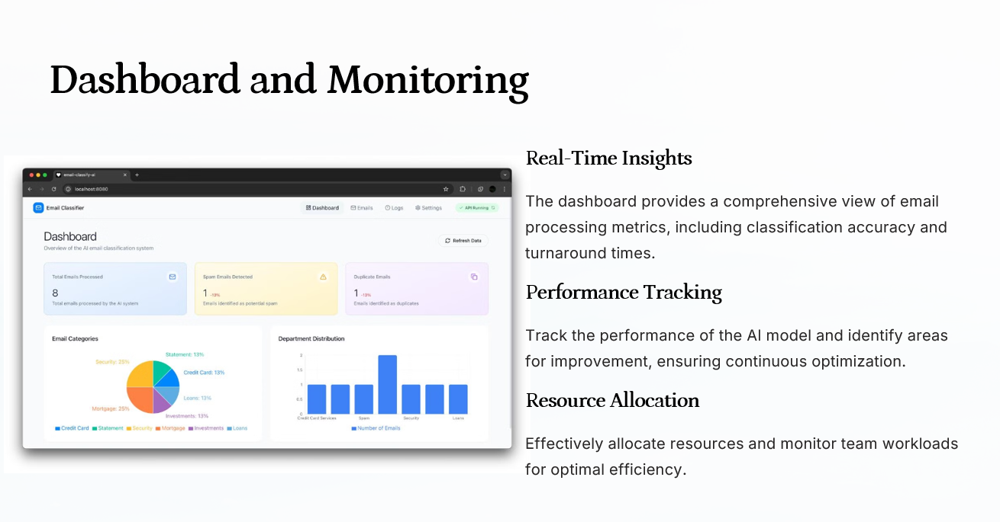 Dashboard and Monitoring
email-classify-ai
localhost:8080
Email Classifier
Dashboard
Emails
Logs
Settings
✓ API Running
Dashboard
Overview of the AI email classification system
Refresh Data
Total Emails Processed
8
Total emails processed by the AI system
Spam Emails Detected
1 -13%
Emails identified as potential spam
Duplicate Emails
1 -13%
Emails identified as duplicates
Email Categories
Statement: 13%
Security: 25%
Credit Card: 13%
Loans: 13%
Mortgage: 25%
Investments: 13%
Credit Card Statement Security Mortgage Investments Loans
Department Distribution
2
1.5
1
0.5
0
Credit Card Services Spam Security Loans
Number of Emails
Real-Time Insights
The dashboard provides a comprehensive view of email
processing metrics, including classification accuracy and
turnaround times.
Performance Tracking
Track the performance of the AI model and identify areas
for improvement, ensuring continuous optimization.
Resource Allocation
Effectively allocate resources and monitor team workloads
for optimal efficiency.